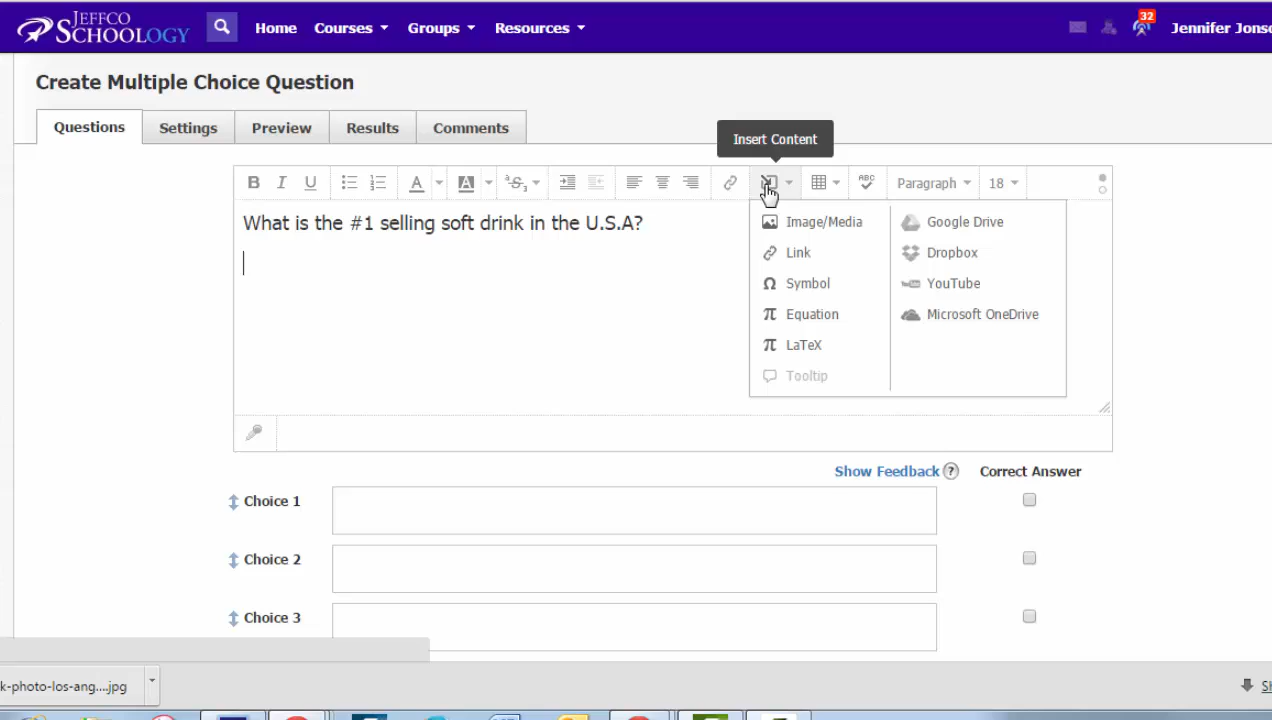 JEFFCO
SCHOOLOGY Home Courses Groups Resources 32 Jennifer Jons
Create Multiple Choice Question
Questions Settings Preview Results Comments
Insert Content
B I U A A S ABC Paragraph 18
What is the #1 selling soft drink in the U.S.A?
Image/Media Google Drive
Link Dropbox
Ω Symbol YouTube
π Equation Microsoft OneDrive
π LaTeX
Tooltip
Show Feedback ? Correct Answer
Choice 1
Choice 2
Choice 3
k-photo-los-ang....jpg